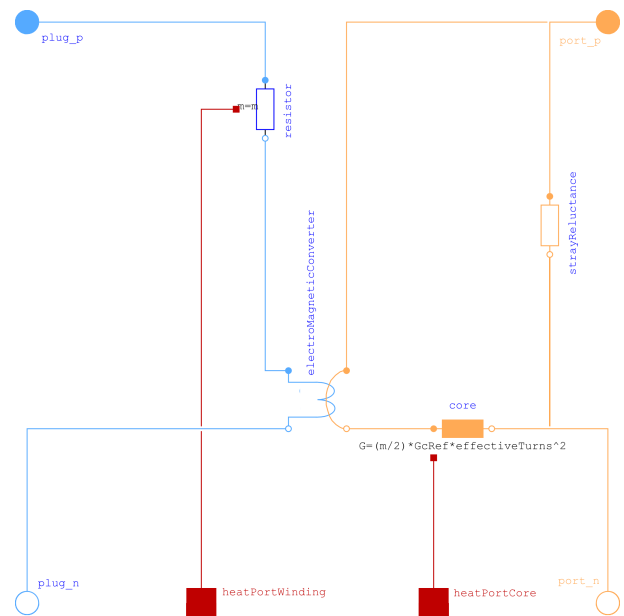 plug_p
port_p
m=m
resistor
strayReluctance
electroMagneticConverter
core
G=(m/2)*GcRef*effectiveTurns^2
plug_n
heatPortWinding
heatPortCore
port_n